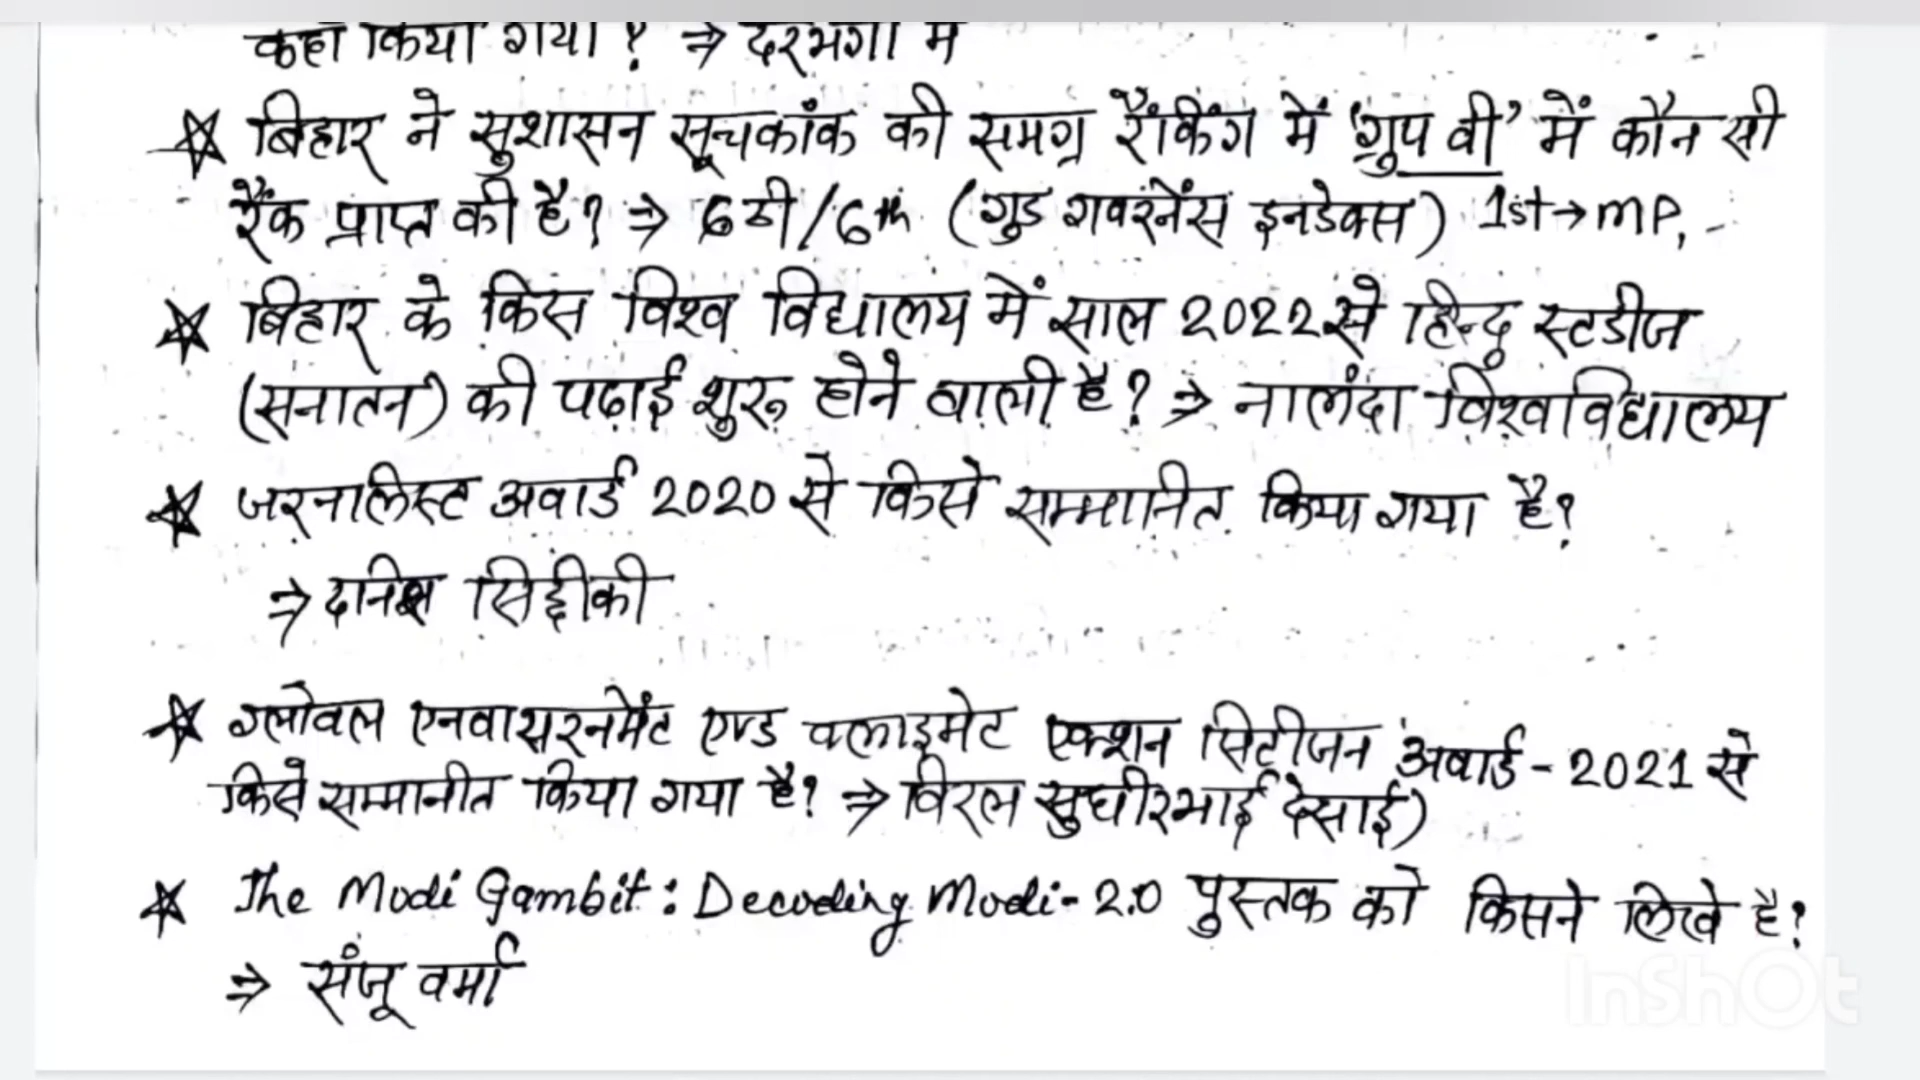 कहाँ किया गया? ⇒ दरभंगा में
☆ बिहार ने सुशासन सूचकांक की समग्र रैंकिंग में 'ग्रुप वी' में कौन सी
रैंक प्राप्त की है? ⇒ 6ठी/6th (गुड गवर्नेंस इनडेक्स) 1st→MP,
☆ बिहार के किस विश्व विद्यालय में साल 2022 से हिन्दु स्टडीज
(सनातन) की पढ़ाई शुरू होने वाली है? ⇒ नालंदा विश्वविद्यालय
☆ जरनालिस्ट अवार्ड 2020 से किसे सम्मानित किया गया है?
⇒ दानिश सिद्दीकी
☆ ग्लोवल एनवायरनमेंट एण्ड क्लाइमेट एक्शन सिटीजन अवार्ड - 2021 से
किसे सम्मानीत किया गया है? ⇒ विरल सुधीरभाई देसाई)
☆ The Modi Gambit: Decoding Modi-2.0 पुस्तक को किसने लिखे है?
⇒ संजू वर्मा
InShOt